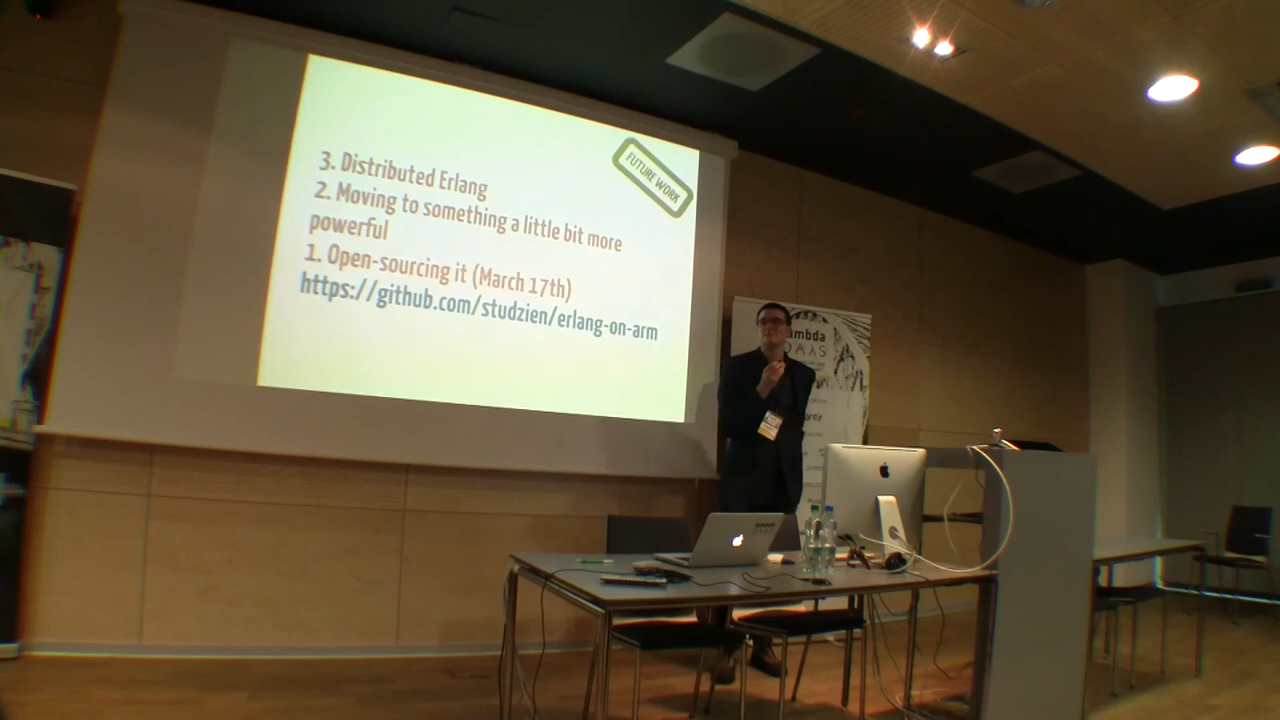 FUTURE WORK
3. Distributed Erlang
2. Moving to something a little bit more
powerful
1. Open-sourcing it (March 17th)
https://github.com/studzien/erlang-on-arm
lambda
DAYS